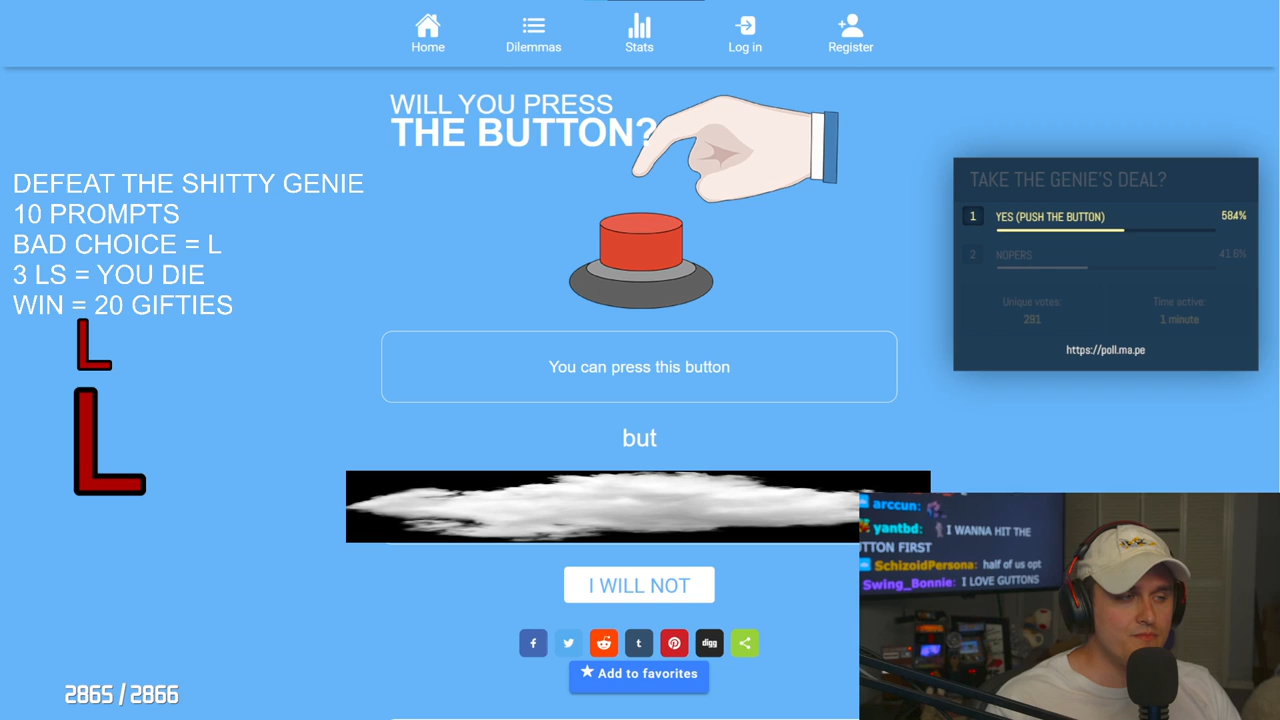 Home
Dilemmas
Stats
Log in
Register
WILL YOU PRESS
THE BUTTON?
DEFEAT THE SHITTY GENIE
10 PROMPTS
BAD CHOICE = L
3 LS = YOU DIE
WIN = 20 GIFTIES
L
L
TAKE THE GENIE'S DEAL?
1 YES (PUSH THE BUTTON) 58.4%
2 NOPERS 41.6%
Unique votes: Time active:
291 1 minute
https://poll.ma.pe
You can press this button
but
arccun:
yantbd: I WANNA HIT THE
TTON FIRST
SchizoidPersona: half of us opt
Swing_Bonnie: I LOVE GUTTONS
I WILL NOT
f
t
digg
Add to favorites
2865 / 2866